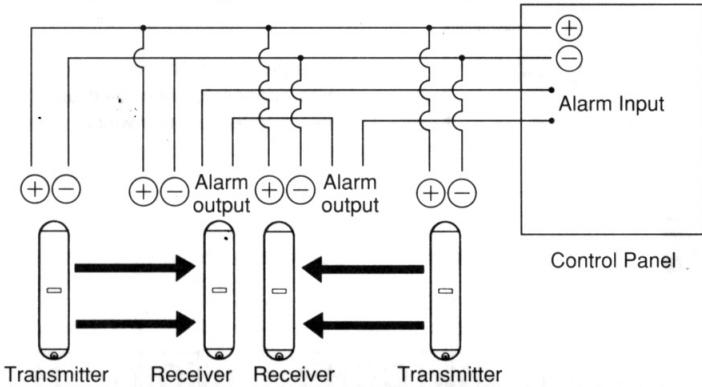 +
−
Alarm Input
+ − + − Alarm output + − Alarm output + −
Control Panel
Transmitter Receiver Receiver Transmitter